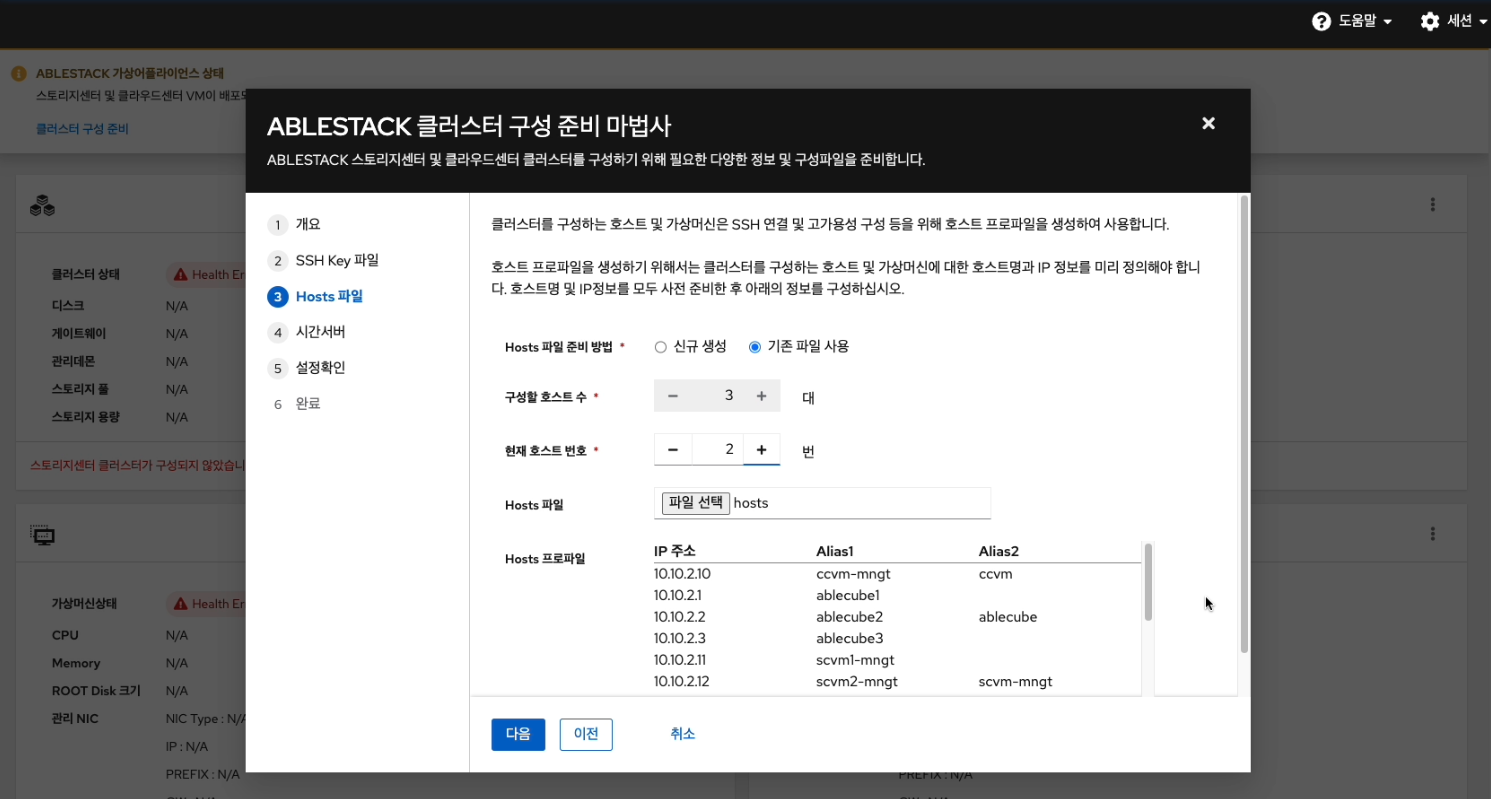 도움말
세션
ABLESTACK 가상어플라이언스 상태
스토리지센터 및 클라우드센터 VM이 배포되
클러스터 구성 준비
ABLESTACK 클러스터 구성 준비 마법사
ABLESTACK 스토리지센터 및 클라우드센터 클러스터를 구성하기 위해 필요한 다양한 정보 및 구성파일을 준비합니다.
클러스터 상태 Health Er
디스크 N/A
게이트웨이 N/A
관리데몬 N/A
스토리지 풀 N/A
스토리지 용량 N/A
스토리지센터 클러스터가 구성되지 않았습니
가상머신상태 Health Er
CPU N/A
Memory N/A
ROOT Disk 크기 N/A
관리 NIC NIC Type : N/A
IP : N/A
PREFIX : N/A
1 개요
2 SSH Key 파일
3 Hosts 파일
4 시간서버
5 설정확인
6 완료
클러스터를 구성하는 호스트 및 가상머신은 SSH 연결 및 고가용성 구성 등을 위해 호스트 프로파일을 생성하여 사용합니다.
호스트 프로파일을 생성하기 위해서는 클러스터를 구성하는 호스트 및 가상머신에 대한 호스트명과 IP 정보를 미리 정의해야 합니
다. 호스트명 및 IP정보를 모두 사전 준비한 후 아래의 정보를 구성하십시오.
Hosts 파일 준비 방법 * 신규 생성 기존 파일 사용
구성할 호스트 수 * − 3 + 대
현재 호스트 번호 * − 2 + 번
Hosts 파일 파일 선택 hosts
Hosts 프로파일
IP 주소 Alias1 Alias2
10.10.2.10 ccvm-mngt ccvm
10.10.2.1 ablecube1
10.10.2.2 ablecube2 ablecube
10.10.2.3 ablecube3
10.10.2.11 scvm1-mngt
10.10.2.12 scvm2-mngt scvm-mngt
다음 이전 취소
PREFIX : N/A